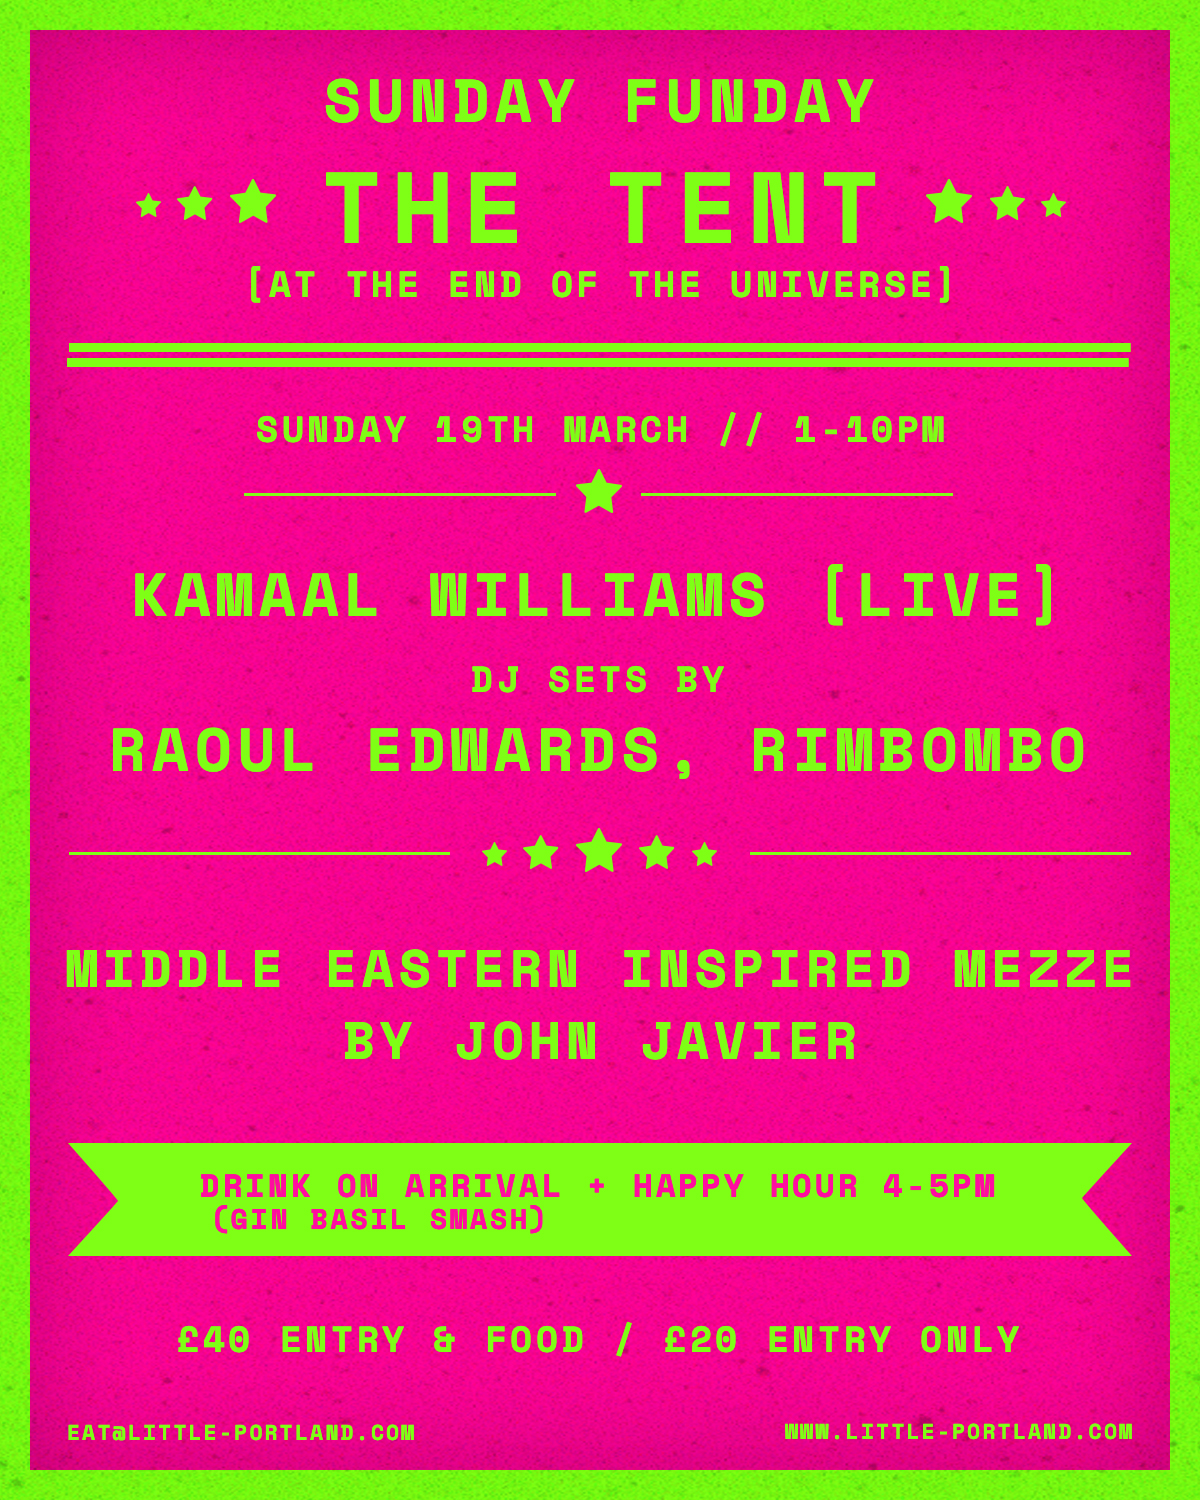 SUNDAY FUNDAY
THE TENT
[AT THE END OF THE UNIVERSE]
SUNDAY 19TH MARCH // 1-10PM
KAMAAL WILLIAMS [LIVE]
DJ SETS BY
RAOUL EDWARDS, RIMBOMBO
MIDDLE EASTERN INSPIRED MEZZE
BY JOHN JAVIER
DRINK ON ARRIVAL + HAPPY HOUR 4-5PM
(GIN BASIL SMASH)
£40 ENTRY & FOOD / £20 ENTRY ONLY
EAT@LITTLE-PORTLAND.COM
WWW.LITTLE-PORTLAND.COM